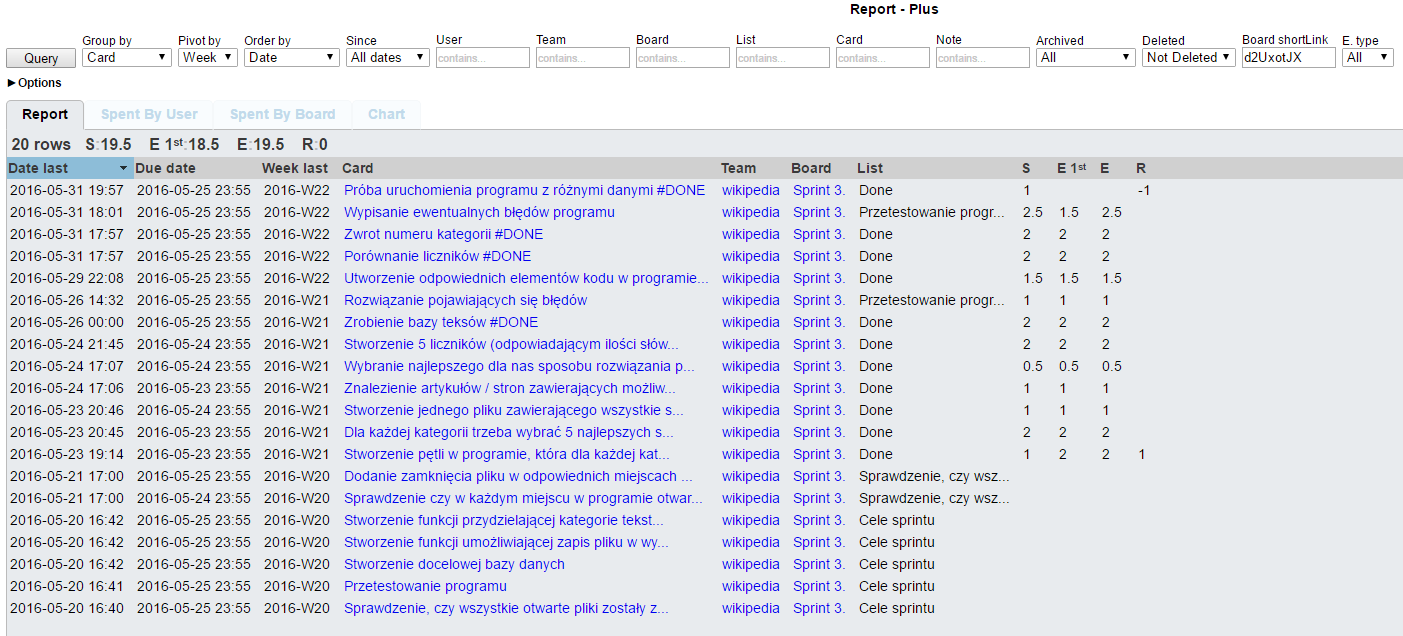 Report - Plus
Group by Pivot by Order by Since User Team Board List Card Note Archived Deleted Board shortLink E. type
Query Card Week Date All dates contains... contains... contains... contains... contains... contains... All Not Deleted d2UxotJX All
Options
Report Spent By User Spent By Board Chart
20 rows S:19.5 E 1st:18.5 E:19.5 R:0
Date last Due date Week last Card Team Board List S E 1st E R
2016-05-31 19:57 2016-05-25 23:55 2016-W22 Próba uruchomienia programu z różnymi danymi #DONE wikipedia Sprint 3. Done 1 -1
2016-05-31 18:01 2016-05-25 23:55 2016-W22 Wypisanie ewentualnych błędów programu wikipedia Sprint 3. Przetestowanie progr... 2.5 1.5 2.5
2016-05-31 17:57 2016-05-25 23:55 2016-W22 Zwrot numeru kategorii #DONE wikipedia Sprint 3. Done 2 2 2
2016-05-31 17:57 2016-05-25 23:55 2016-W22 Porównanie liczników #DONE wikipedia Sprint 3. Done 2 2 2
2016-05-29 22:08 2016-05-25 23:55 2016-W22 Utworzenie odpowiednich elementów kodu w programie... wikipedia Sprint 3. Done 1.5 1.5 1.5
2016-05-26 14:32 2016-05-25 23:55 2016-W21 Rozwiązanie pojawiających się błędów wikipedia Sprint 3. Przetestowanie progr... 1 1 1
2016-05-26 00:00 2016-05-25 23:55 2016-W21 Zrobienie bazy teksów #DONE wikipedia Sprint 3. Done 2 2 2
2016-05-24 21:45 2016-05-25 23:55 2016-W21 Stworzenie 5 liczników (odpowiadającym ilości słów... wikipedia Sprint 3. Done 2 2 2
2016-05-24 17:07 2016-05-25 23:55 2016-W21 Wybranie najlepszego dla nas sposobu rozwiązania p... wikipedia Sprint 3. Done 0.5 0.5 0.5
2016-05-24 17:06 2016-05-23 23:55 2016-W21 Znalezienie artykułów / stron zawierających możliw... wikipedia Sprint 3. Done 1 1 1
2016-05-23 20:46 2016-05-24 23:55 2016-W21 Stworzenie jednego pliku zawierającego wszystkie s... wikipedia Sprint 3. Done 1 1 1
2016-05-23 20:45 2016-05-23 23:55 2016-W21 Dla każdej kategorii trzeba wybrać 5 najlepszych s... wikipedia Sprint 3. Done 2 2 2
2016-05-23 19:14 2016-05-25 23:55 2016-W21 Stworzenie pętli w programie, która dla każdej kat... wikipedia Sprint 3. Done 1 2 2 1
2016-05-21 17:00 2016-05-25 23:55 2016-W20 Dodanie zamknięcia pliku w odpowiednich miejscach ... wikipedia Sprint 3. Sprawdzenie, czy wsz...
2016-05-21 17:00 2016-05-24 23:55 2016-W20 Sprawdzenie czy w każdym miejscu w programie otwar... wikipedia Sprint 3. Sprawdzenie, czy wsz...
2016-05-20 16:42 2016-05-25 23:55 2016-W20 Stworzenie funkcji przydzielającej kategorie tekst... wikipedia Sprint 3. Cele sprintu
2016-05-20 16:42 2016-05-25 23:55 2016-W20 Stworzenie funkcji umożliwiającej zapis pliku w wy... wikipedia Sprint 3. Cele sprintu
2016-05-20 16:42 2016-05-25 23:55 2016-W20 Stworzenie docelowej bazy danych wikipedia Sprint 3. Cele sprintu
2016-05-20 16:41 2016-05-25 23:55 2016-W20 Przetestowanie programu wikipedia Sprint 3. Cele sprintu
2016-05-20 16:40 2016-05-25 23:55 2016-W20 Sprawdzenie, czy wszystkie otwarte pliki zostały z... wikipedia Sprint 3. Cele sprintu